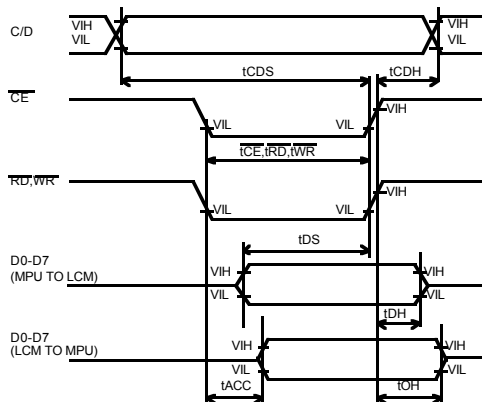 C/D
VIH
VIL
VIH
VIL
tCDS
tCDH
CE
VIH
VIL
VIL
tCE,tRD,tWR
RD,WR
VIH
VIL
VIL
tDS
D0-D7
(MPU TO LCM)
VIH
VIL
VIH
VIL
tDH
D0-D7
(LCM TO MPU)
VIH
VIL
VIH
VIL
tACC
tOH